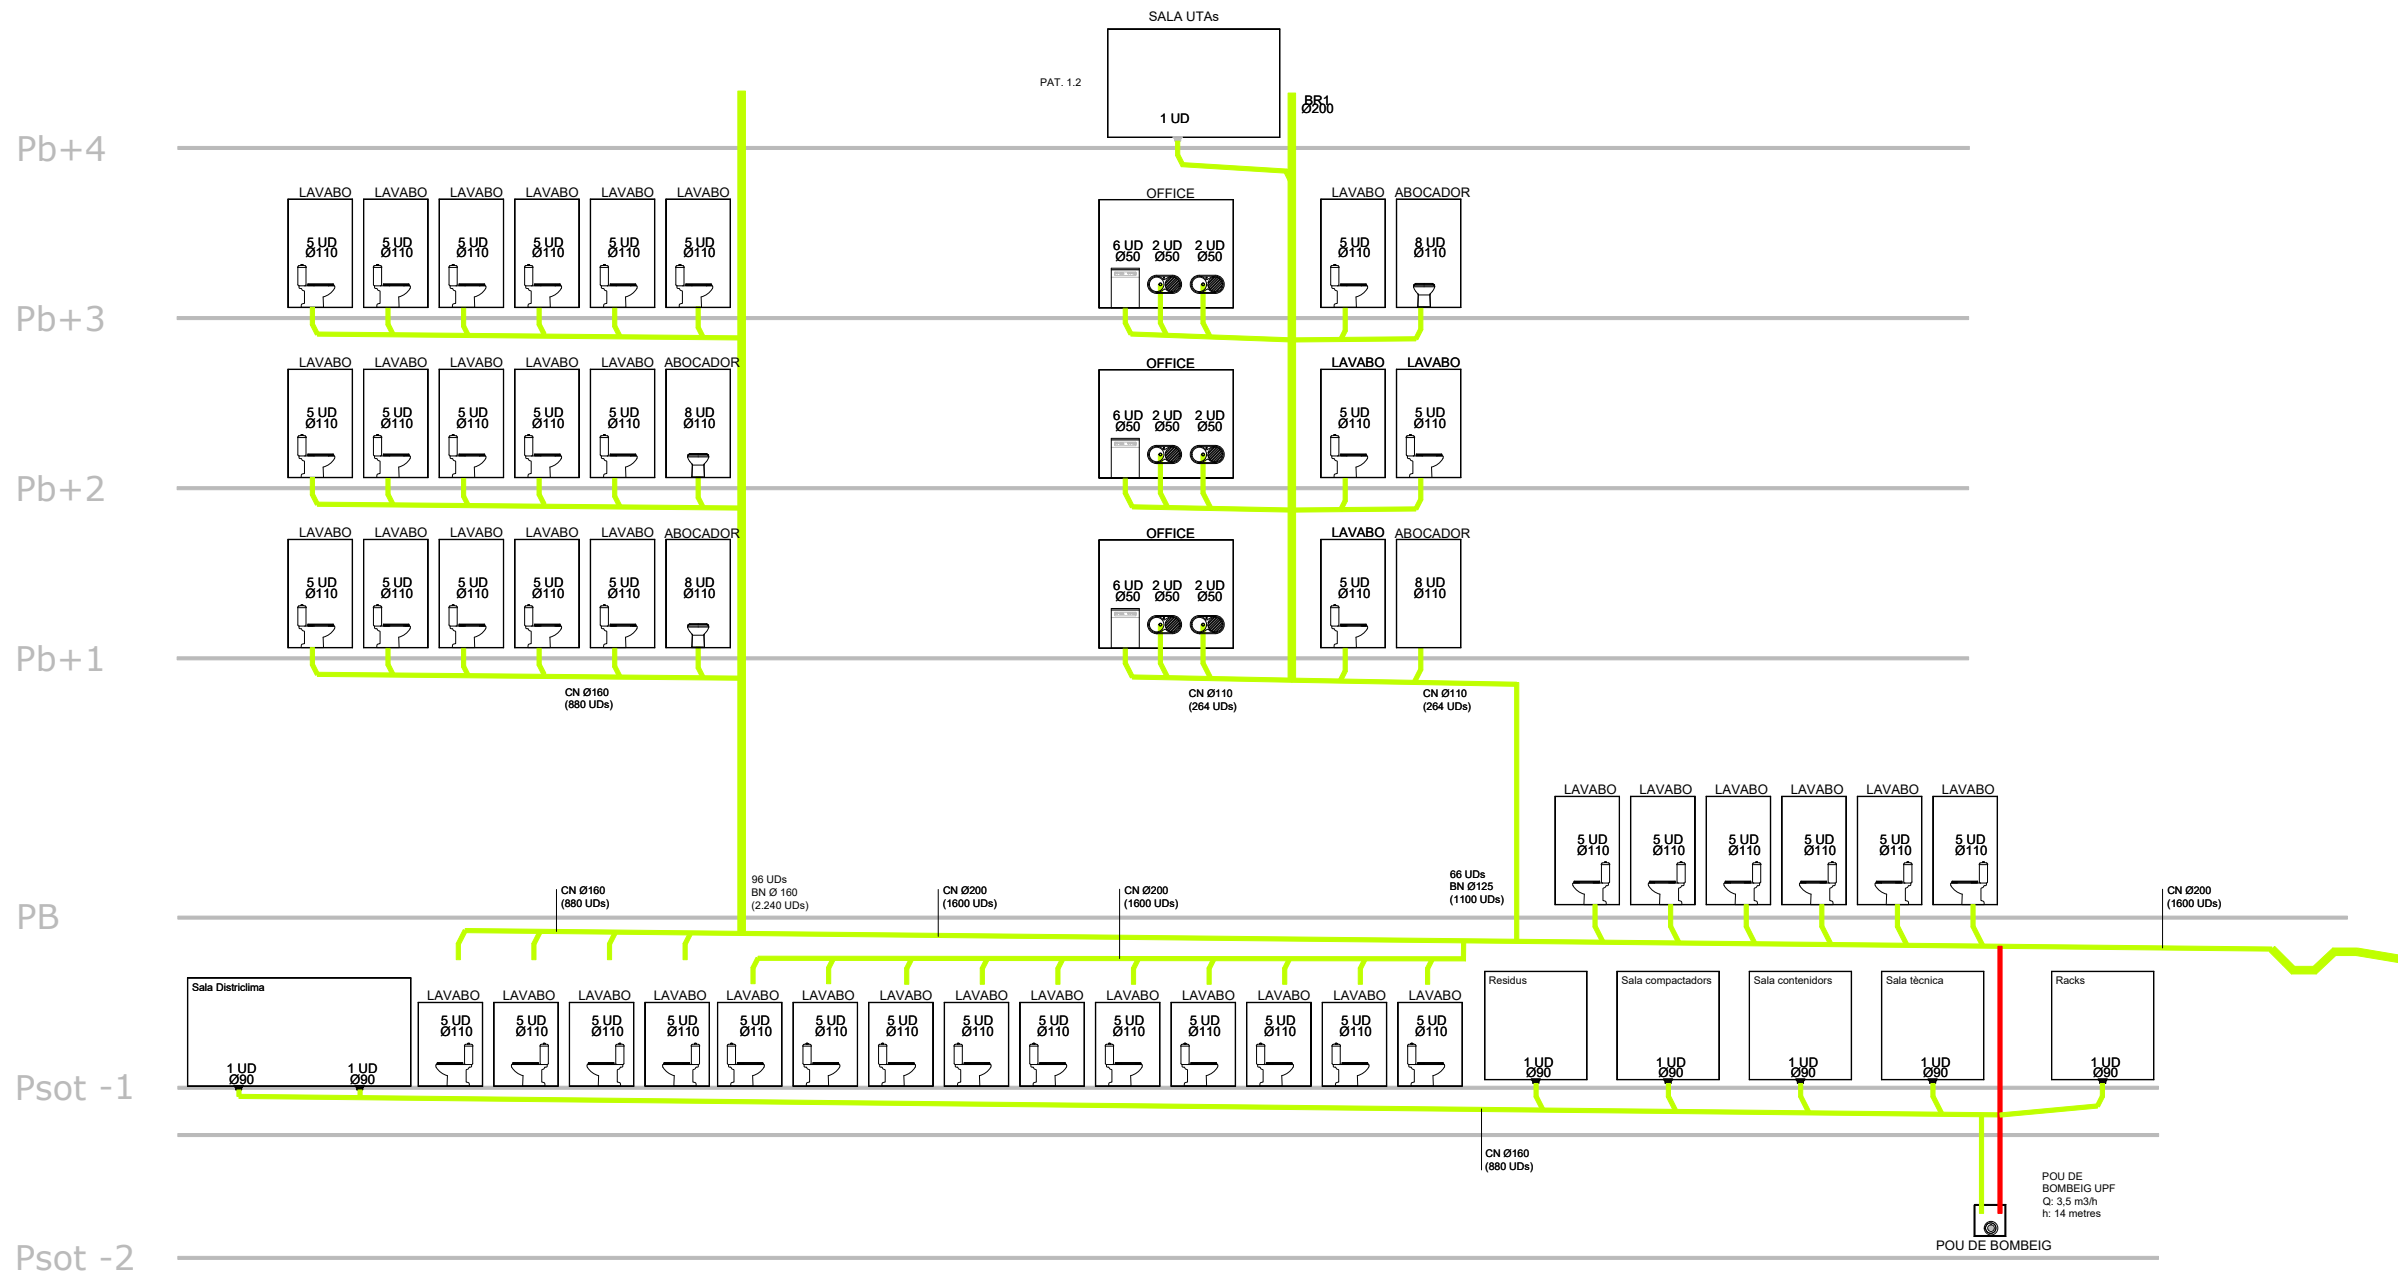 SALA UTAs
PAT. 1.2
1 UD
BR1
Ø200
Pb+4
LAVABO LAVABO LAVABO LAVABO LAVABO LAVABO OFFICE LAVABO ABOCADOR
5 UD 5 UD 5 UD 5 UD 5 UD 5 UD 6 UD 2 UD 2 UD 5 UD 8 UD
Ø110 Ø110 Ø110 Ø110 Ø110 Ø110 Ø50 Ø50 Ø50 Ø110 Ø110
Pb+3
LAVABO LAVABO LAVABO LAVABO LAVABO ABOCADOR OFFICE LAVABO LAVABO
5 UD 5 UD 5 UD 5 UD 5 UD 8 UD 6 UD 2 UD 2 UD 5 UD 5 UD
Ø110 Ø110 Ø110 Ø110 Ø110 Ø110 Ø50 Ø50 Ø50 Ø110 Ø110
Pb+2
LAVABO LAVABO LAVABO LAVABO LAVABO ABOCADOR OFFICE LAVABO ABOCADOR
5 UD 5 UD 5 UD 5 UD 5 UD 8 UD 6 UD 2 UD 2 UD 5 UD 8 UD
Ø110 Ø110 Ø110 Ø110 Ø110 Ø110 Ø50 Ø50 Ø50 Ø110 Ø110
Pb+1
CN Ø160
(880 UDs)
CN Ø110
(264 UDs)
CN Ø110
(264 UDs)
LAVABO LAVABO LAVABO LAVABO LAVABO LAVABO
5 UD 5 UD 5 UD 5 UD 5 UD 5 UD
Ø110 Ø110 Ø110 Ø110 Ø110 Ø110
CN Ø160
(880 UDs)
96 UDs
BN Ø 160
(2.240 UDs)
CN Ø200
(1600 UDs)
CN Ø200
(1600 UDs)
66 UDs
BN Ø125
(1100 UDs)
CN Ø200
(1600 UDs)
PB
Sala Districlima
1 UD 1 UD
Ø90 Ø90
LAVABO LAVABO LAVABO LAVABO LAVABO LAVABO LAVABO LAVABO LAVABO LAVABO LAVABO LAVABO LAVABO LAVABO
5 UD 5 UD 5 UD 5 UD 5 UD 5 UD 5 UD 5 UD 5 UD 5 UD 5 UD 5 UD 5 UD 5 UD
Ø110 Ø110 Ø110 Ø110 Ø110 Ø110 Ø110 Ø110 Ø110 Ø110 Ø110 Ø110 Ø110 Ø110
Residus Sala compactadors Sala contenidors Sala tècnica Racks
1 UD 1 UD 1 UD 1 UD 1 UD
Ø90 Ø90 Ø90 Ø90 Ø90
Psot -1
CN Ø160
(880 UDs)
POU DE
BOMBEIG UPF
Q: 3,5 m3/h
h: 14 metres
POU DE BOMBEIG
Psot -2